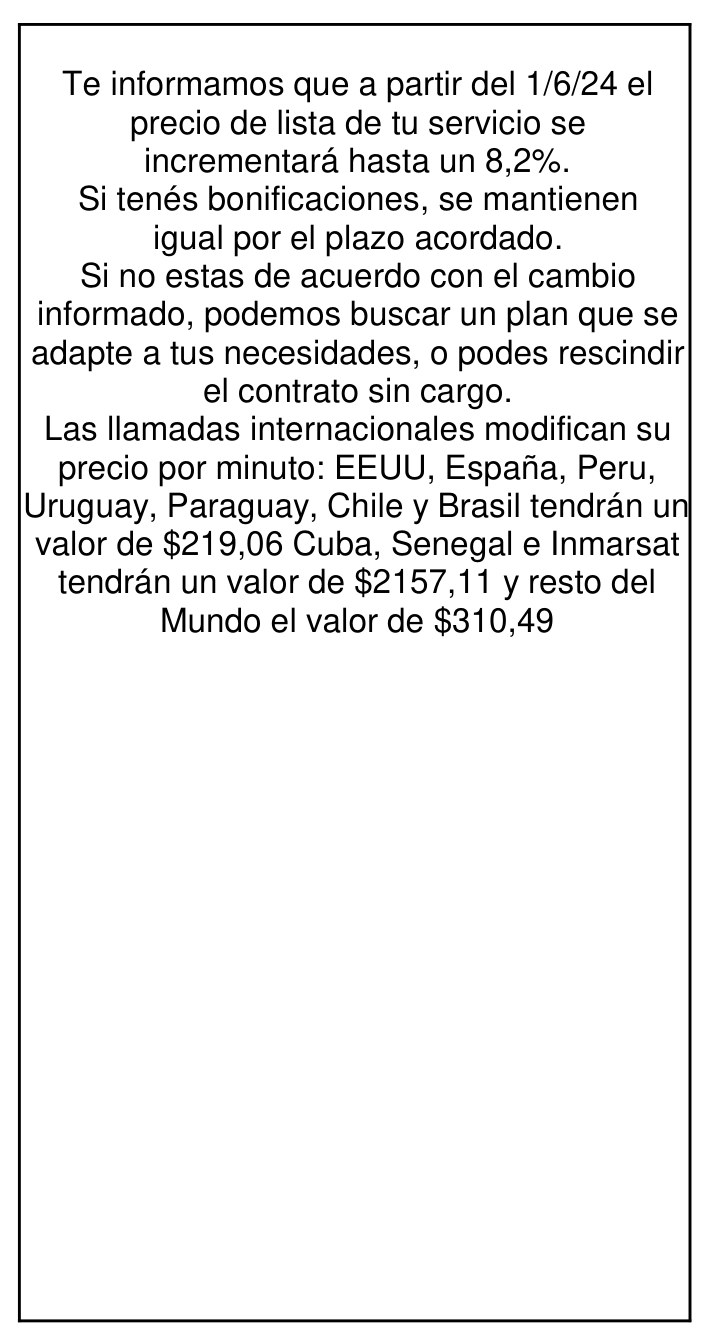 Te informamos que a partir del 1/6/24 el
precio de lista de tu servicio se
incrementará hasta un 8,2%.
Si tenés bonificaciones, se mantienen
igual por el plazo acordado.
Si no estas de acuerdo con el cambio
informado, podemos buscar un plan que se
adapte a tus necesidades, o podes rescindir
el contrato sin cargo.
Las llamadas internacionales modifican su
precio por minuto: EEUU, España, Peru,
Uruguay, Paraguay, Chile y Brasil tendrán un
valor de $219,06 Cuba, Senegal e Inmarsat
tendrán un valor de $2157,11 y resto del
Mundo el valor de $310,49